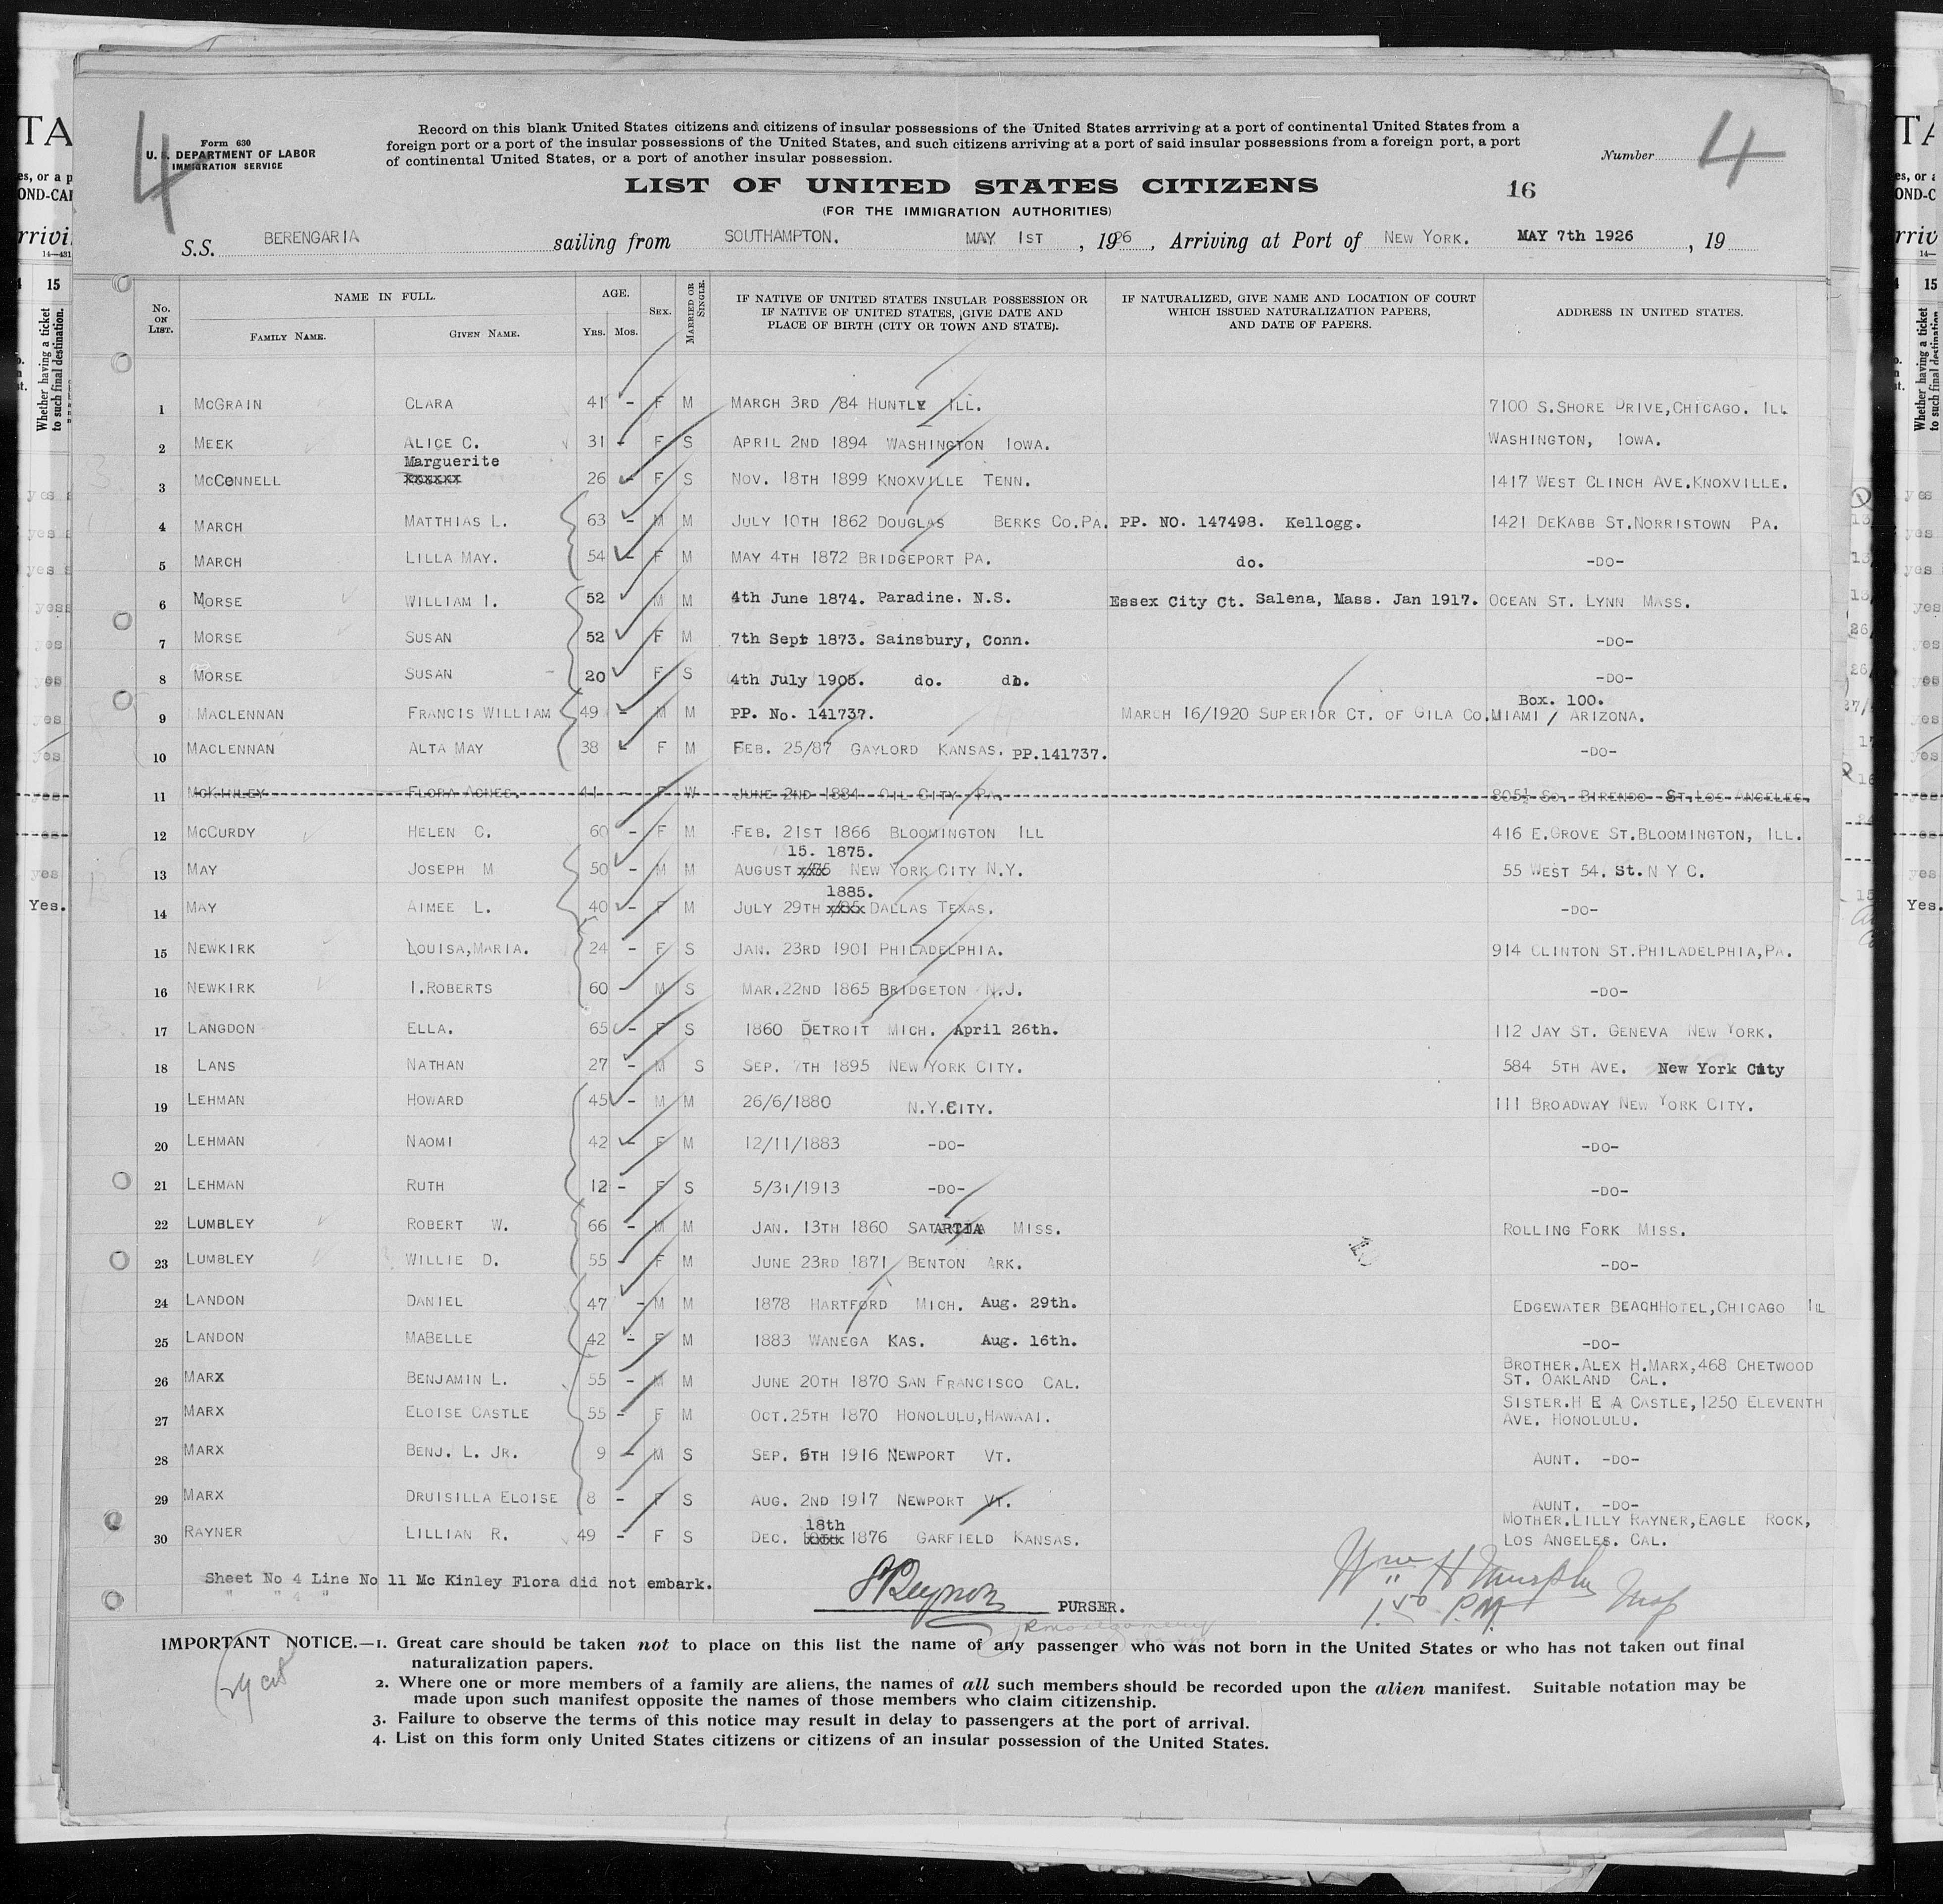 4
Form 630
U. S. DEPARTMENT OF LABOR
IMMIGRATION SERVICE
Record on this blank United States citizens and citizens of insular possessions of the United States arrriving at a port of continental United States from a
foreign port or a port of the insular possessions of the United States, and such citizens arriving at a port of said insular possessions from a foreign port, a port
of continental United States, or a port of another insular possession.
Number 4
LIST OF UNITED STATES CITIZENS
16
(FOR THE IMMIGRATION AUTHORITIES)
S.S. BERENGARIA sailing from SOUTHAMPTON. MAY 1ST, 1926, Arriving at Port of NEW YORK. MAY 7th 1926, 19
No. ON LIST. NAME IN FULL. FAMILY NAME. GIVEN NAME. AGE. YRS. MOS. SEX. MARRIED OR SINGLE. IF NATIVE OF UNITED STATES INSULAR POSSESSION OR IF NATIVE OF UNITED STATES, GIVE DATE AND PLACE OF BIRTH (CITY OR TOWN AND STATE). IF NATURALIZED, GIVE NAME AND LOCATION OF COURT WHICH ISSUED NATURALIZATION PAPERS, AND DATE OF PAPERS. ADDRESS IN UNITED STATES.
1 McGRAIN CLARA 41 - F M MARCH 3RD /84 HUNTLY ILL. 7100 S.SHORE DRIVE,CHICAGO. ILL
2 MEEK ALICE C. 31 - F S APRIL 2ND 1894 WASHINGTON IOWA. WASHINGTON, IOWA.
Marguerite
3 McCONNELL xxxxxx 26 - F S NOV. 18TH 1899 KNOXVILLE TENN. 1417 WEST CLINCH AVE.KNOXVILLE.
4 MARCH MATTHIAS L. 63 - M M JULY 10TH 1862 DOUGLAS BERKS CO.PA. PP. NO. 147498. Kellogg. 1421 DEKABB ST.NORRISTOWN PA.
5 MARCH LILLA MAY. 54 - F M MAY 4TH 1872 BRIDGEPORT PA. do. -DO-
6 MORSE WILLIAM I. 52 M M 4th June 1874. Paradine. N.S. Essex City Ct. Salena, Mass. Jan 1917. OCEAN ST. LYNN MASS.
7 MORSE SUSAN 52 F M 7th Sept 1873. Sainsbury, Conn. -DO-
8 MORSE SUSAN 20 F S 4th July 1905. do. do. -DO-
Box. 100.
9 MACLENNAN FRANCIS WILLIAM 49 - M M PP. No. 141737. MARCH 16/1920 SUPERIOR CT. OF GILA CO. MIAMI / ARIZONA.
10 MACLENNAN ALTA MAY 38 - F M FEB. 25/87 GAYLORD KANSAS. PP.141737. -DO-
11 McKINLEY FLORA AGNES. 41 - F W JUNE 2ND 1884 OIL CITY PA. 805½ SO. BIRENDO ST.LOS ANGELES.
12 McCURDY HELEN C. 60 - F M FEB. 21ST 1866 BLOOMINGTON ILL 416 E.GROVE ST.BLOOMINGTON, ILL.
15. 1875.
13 MAY JOSEPH M 50 - M M AUGUST xxx NEW YORK CITY N.Y. 55 WEST 54. St. N Y C.
1885.
14 MAY AIMEE L. 40 - F M JULY 29TH xxxx DALLAS TEXAS. -DO-
15 NEWKIRK LOUISA,MARIA. 24 - F S JAN. 23RD 1901 PHILADELPHIA. 914 CLINTON ST.PHILADELPHIA,PA.
16 NEWKIRK I.ROBERTS 60 - M S MAR.22ND 1865 BRIDGETON N.J. -DO-
17 LANGDON ELLA. 65 - F S 1860 DETROIT MICH. April 26th. 112 JAY ST. GENEVA NEW YORK.
18 LANS NATHAN 27 - M S SEP. 7TH 1895 NEW YORK CITY. 584 5TH AVE. New York City
19 LEHMAN HOWARD 45 - M M 26/6/1880 N.Y.CITY. 111 BROADWAY NEW YORK CITY.
20 LEHMAN NAOMI 42 - F M 12/11/1883 -DO- -DO-
21 LEHMAN RUTH 12 - F S 5/31/1913 -DO- -DO-
22 LUMBLEY ROBERT W. 66 - M M JAN. 13TH 1860 SATARTIA MISS. ROLLING FORK MISS.
23 LUMBLEY WILLIE D. 55 - F M JUNE 23RD 1871 BENTON ARK. -DO-
24 LANDON DANIEL 47 - M M 1878 HARTFORD MICH. Aug. 29th. EDGEWATER BEACHHOTEL,CHICAGO ILL
25 LANDON MABELLE 42 - F M 1883 WANEGA KAS. Aug. 16th. -DO-
26 MARX BENJAMIN L. 55 - M M JUNE 20TH 1870 SAN FRANCISCO CAL. BROTHER.ALEX H.MARX,468 CHETWOOD ST. OAKLAND CAL.
27 MARX ELOISE CASTLE 55 - F M OCT.25TH 1870 HONOLULU,HAWAAI. SISTER.H E A CASTLE,1250 ELEVENTH AVE. HONOLULU.
28 MARX BENJ. L. JR. 9 - M S SEP. 6TH 1916 NEWPORT VT. AUNT. -DO-
29 MARX DRUISILLA ELOISE 8 - F S AUG. 2ND 1917 NEWPORT VT. AUNT. -DO-
18th
30 RAYNER LILLIAN R. 49 - F S DEC. xxxx 1876 GARFIELD KANSAS. MOTHER.LILLY RAYNER,EAGLE ROCK, LOS ANGELES. CAL.
Sheet No 4 Line No 11 Mc Kinley Flora did not embark.
" " 4 "
PURSER.
Wm H Murphy Insp
1.50 P.M.
IMPORTANT NOTICE.—1. Great care should be taken not to place on this list the name of any passenger who was not born in the United States or who has not taken out final
naturalization papers.
2. Where one or more members of a family are aliens, the names of all such members should be recorded upon the alien manifest. Suitable notation may be
made upon such manifest opposite the names of those members who claim citizenship.
3. Failure to observe the terms of this notice may result in delay to passengers at the port of arrival.
4. List on this form only United States citizens or citizens of an insular possession of the United States.